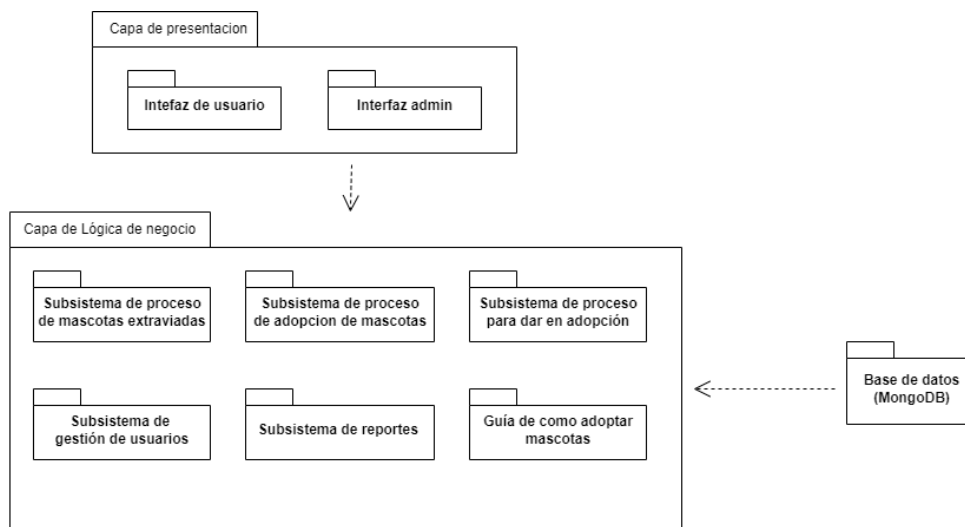 Capa de presentacion
Intefaz de usuario
Interfaz admin
Capa de Lógica de negocio
Subsistema de proceso
de mascotas extraviadas
Subsistema de proceso
de adopcion de mascotas
Subsistema de proceso
para dar en adopción
Subsistema de
gestión de usuarios
Subsistema de reportes
Guía de como adoptar
mascotas
Base de datos
(MongoDB)